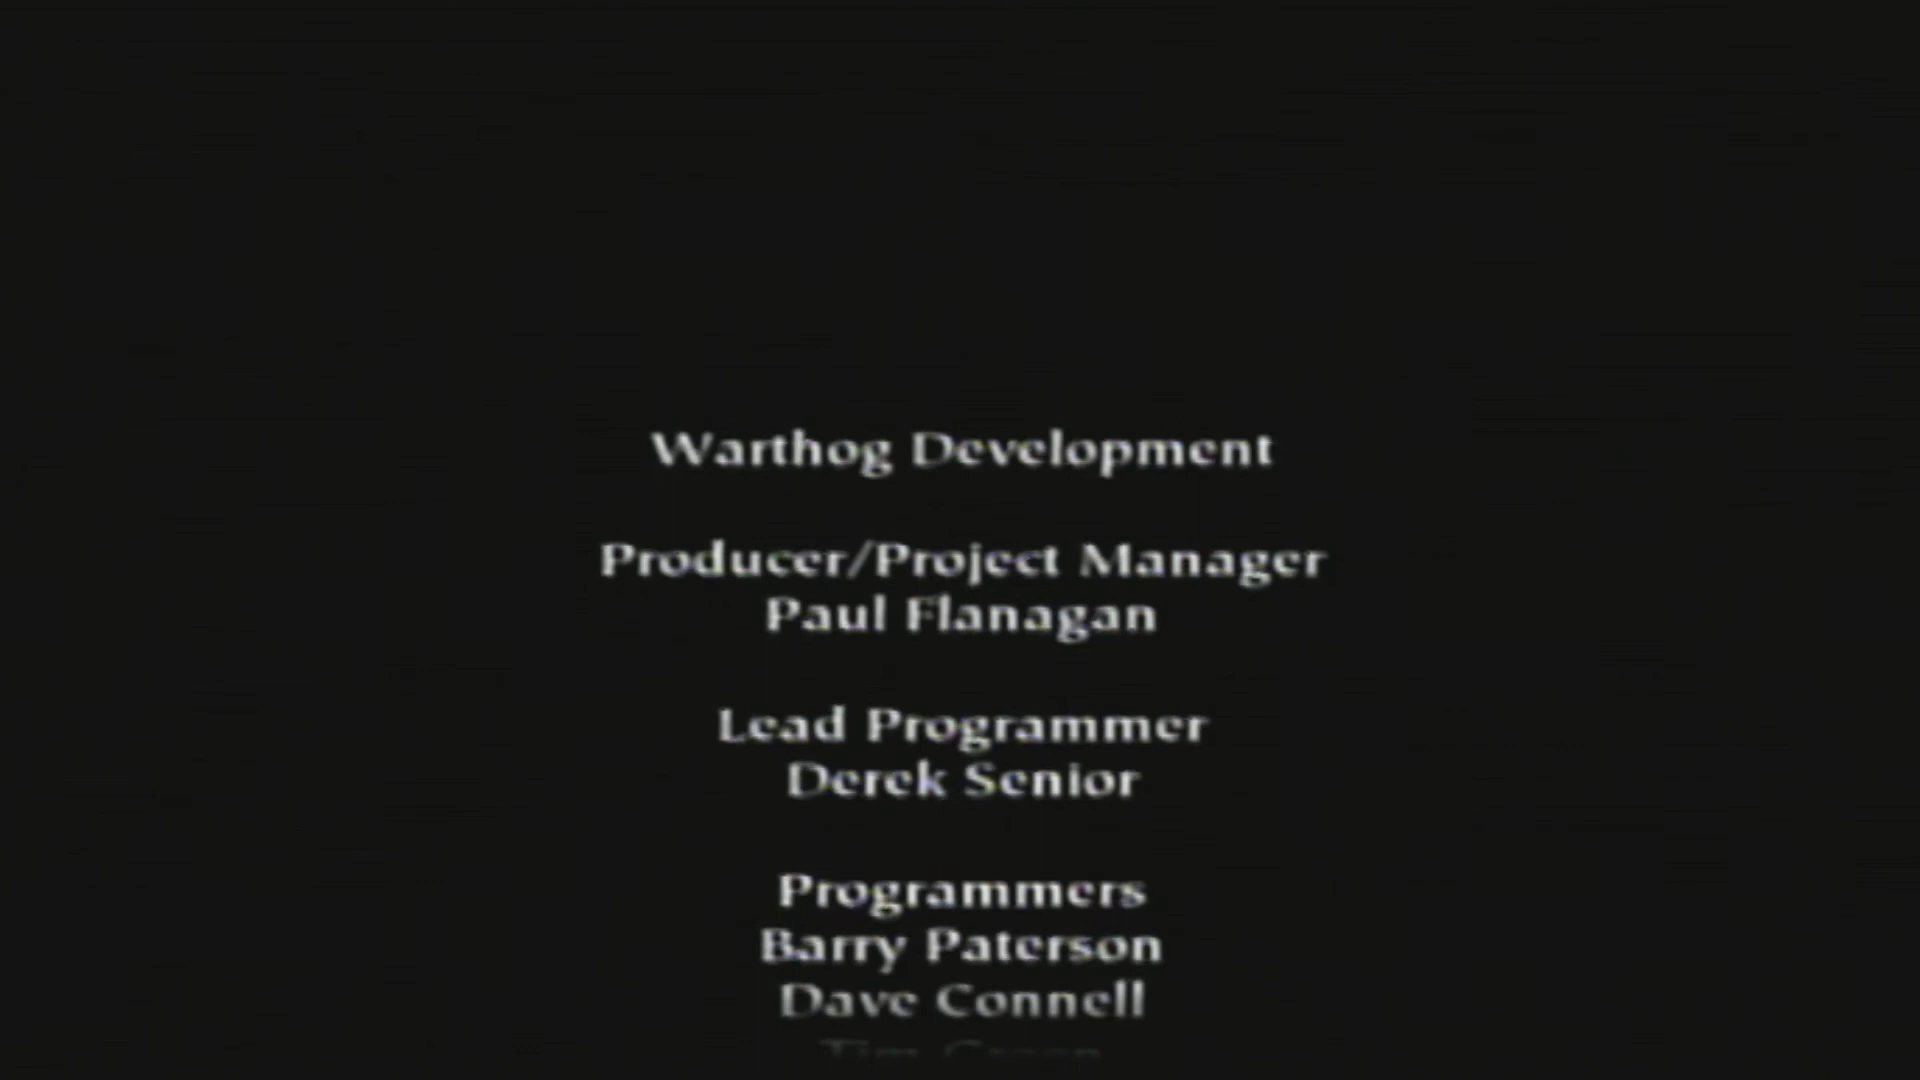 Warthog Development
Producer/Project Manager
Paul Flanagan
Lead Programmer
Derek Senior
Programmers
Barry Paterson
Dave Connell